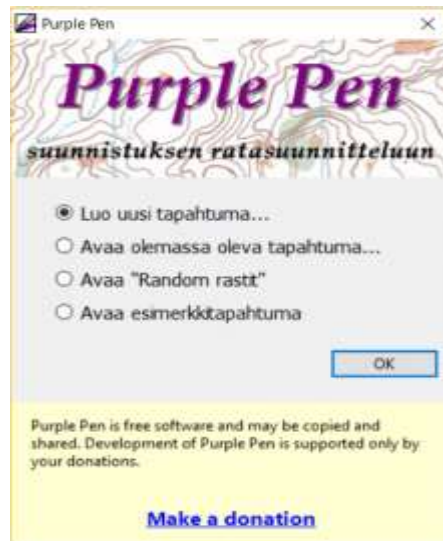 Purple Pen
Purple Pen
suunnistuksen ratasuunnitteluun
Luo uusi tapahtuma...
Avaa olemassa oleva tapahtuma...
Avaa "Random rastit"
Avaa esimerkkitapahtuma
OK
Purple Pen is free software and may be copied and
shared. Development of Purple Pen is supported only by
your donations.
Make a donation